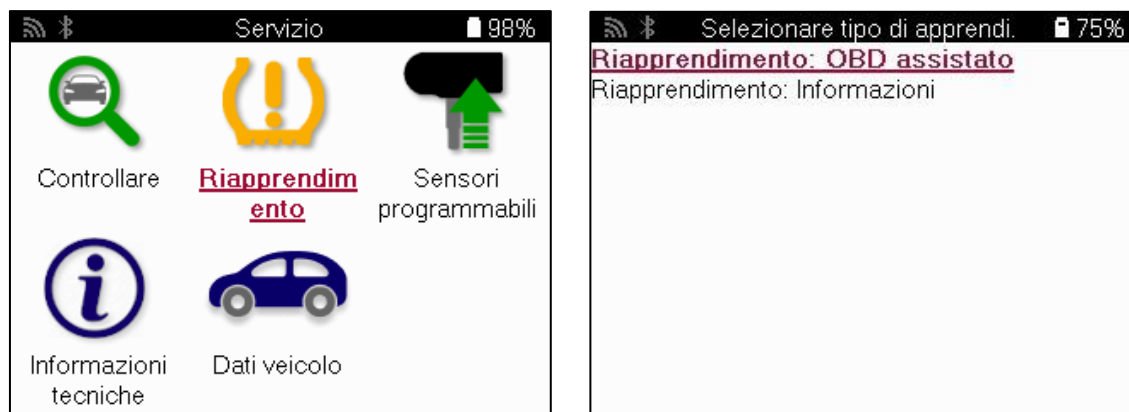 Servizio 98%
Controllare
Riapprendim
ento
Sensori
programmabili
Informazioni
tecniche
Dati veicolo
Selezionare tipo di apprendi. 75%
Riapprendimento: OBD assistato
Riapprendimento: Informazioni